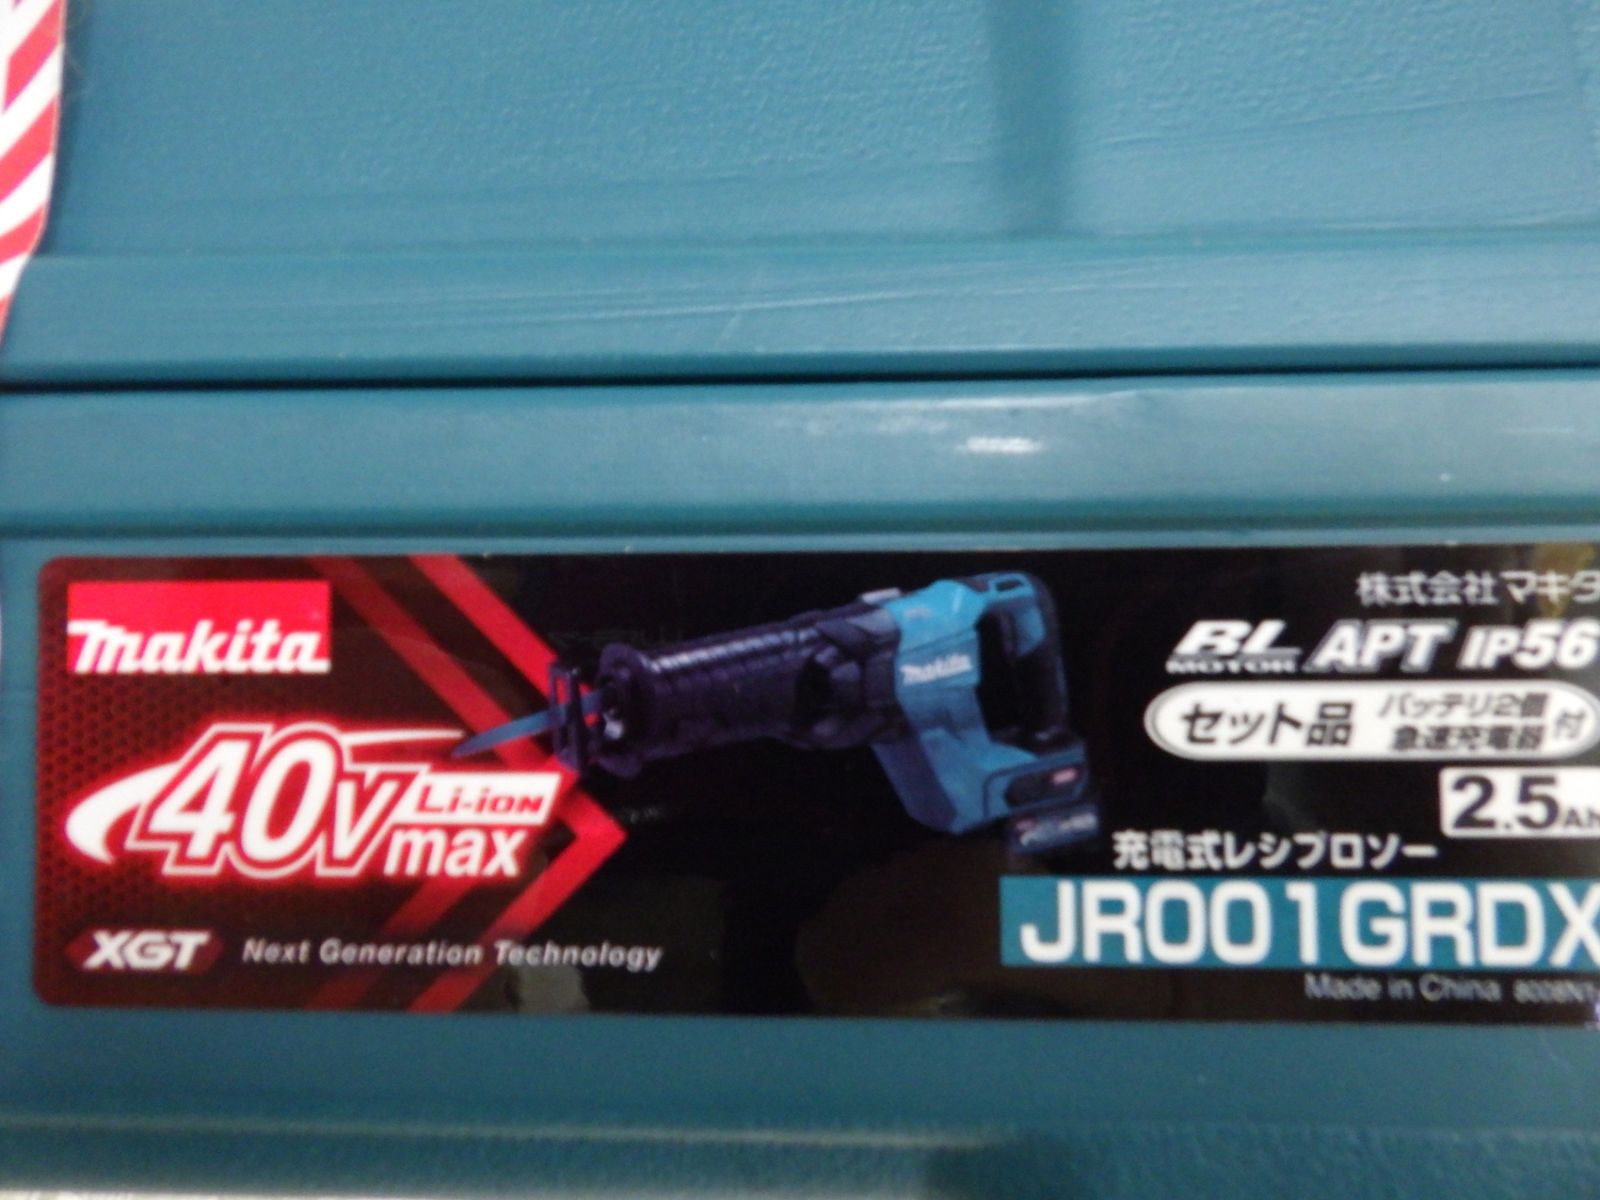 makita
40Vmax Li-ion
XGT Next Generation Technology
makita
株式会社マキタ
BL MOTOR APT IP56
セット品 バッテリ2個 急速充電器 付
2.5Ah
充電式レシプロソー
JR001GRDX
Made in China